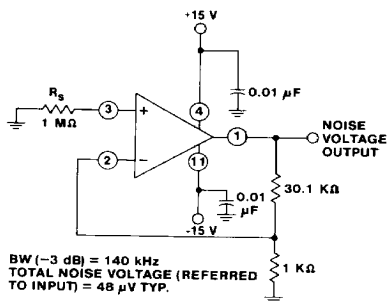 +15 V
0.01 µF
Rs
1 MΩ
3
+
4
1
NOISE
VOLTAGE
OUTPUT
2
−
11
0.01
µF
-15 V
30.1 KΩ
1 KΩ
BW (−3 dB) = 140 kHz
TOTAL NOISE VOLTAGE (REFERRED
TO INPUT) = 48 µV TYP.